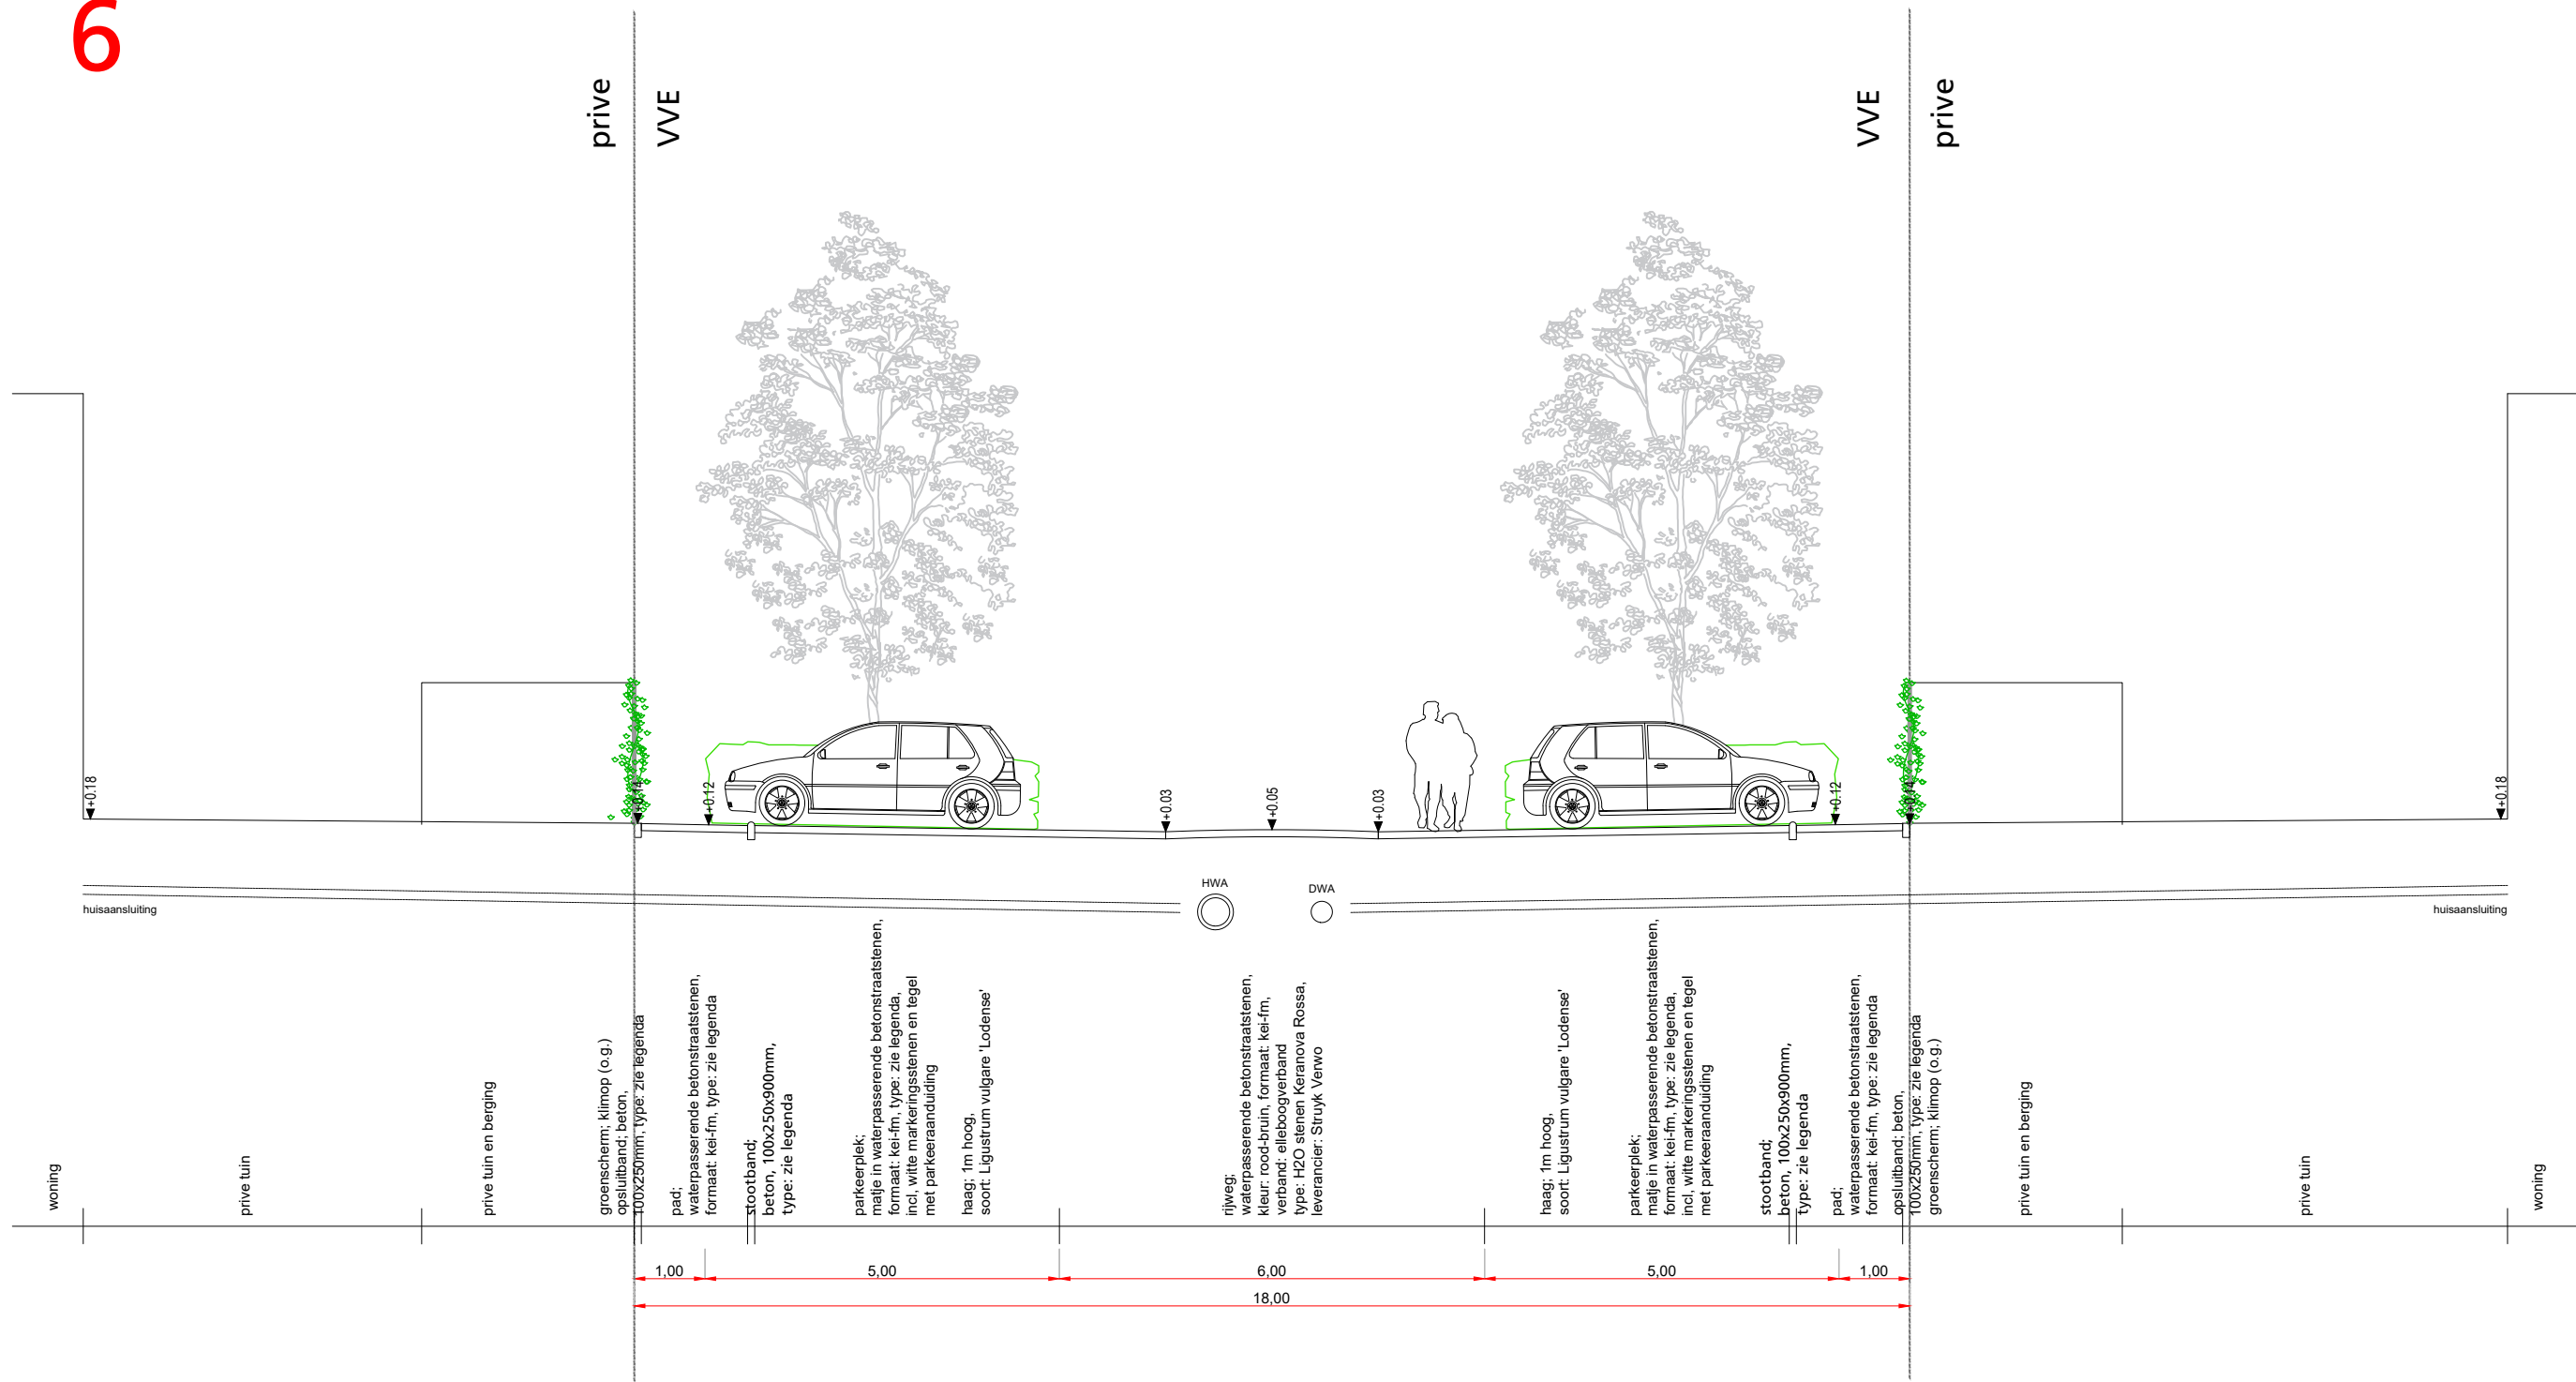 6
prive
VVE
VVE
prive
+0.18
+0.14
+0.12
+0.03
+0.05
+0.03
+0.12
+0.14
+0.18
HWA
DWA
huisaansluiting
huisaansluiting
woning
prive tuin
prive tuin en berging
groenscherm; klimop (o.g.)
opsluitband; beton,
100x250mm, type: zie legenda
pad;
waterpasserende betonstraatstenen,
formaat: kei-fm, type: zie legenda
stootband;
beton, 100x250x900mm,
type: zie legenda
parkeerplek;
matje in waterpasserende betonstraatstenen,
formaat: kei-fm, type: zie legenda,
incl, witte markeringsstenen en tegel
met parkeeraanduiding
haag; 1m hoog,
soort: Ligustrum vulgare 'Lodense'
rijweg;
waterpasserende betonstraatstenen,
kleur: rood-bruin, formaat: kei-fm,
verband: elleboogverband
type: H2O stenen Keranova Rossa,
leverancier: Struyk Verwo
haag; 1m hoog,
soort: Ligustrum vulgare 'Lodense'
parkeerplek;
matje in waterpasserende betonstraatstenen,
formaat: kei-fm, type: zie legenda,
incl, witte markeringsstenen en tegel
met parkeeraanduiding
stootband;
beton, 100x250x900mm,
type: zie legenda
pad;
waterpasserende betonstraatstenen,
formaat: kei-fm, type: zie legenda
opsluitband; beton,
100x250mm, type: zie legenda
groenscherm; klimop (o.g.)
prive tuin en berging
prive tuin
woning
1,00
5,00
6,00
5,00
1,00
18,00